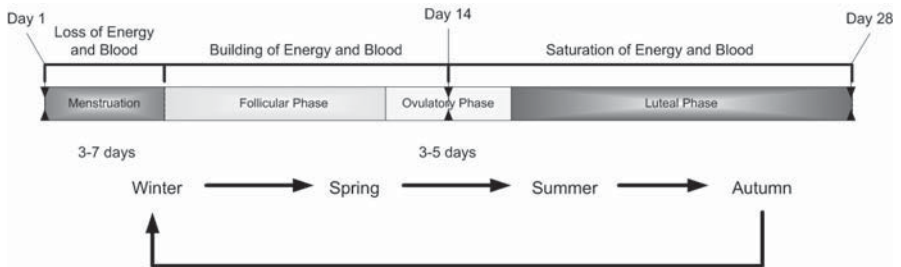 Day 1
Day 14
Day 28
Loss of Energy
and Blood
Building of Energy and Blood
Saturation of Energy and Blood
Menstruation
Follicular Phase
Ovulatory Phase
Luteal Phase
3-7 days
3-5 days
Winter
Spring
Summer
Autumn